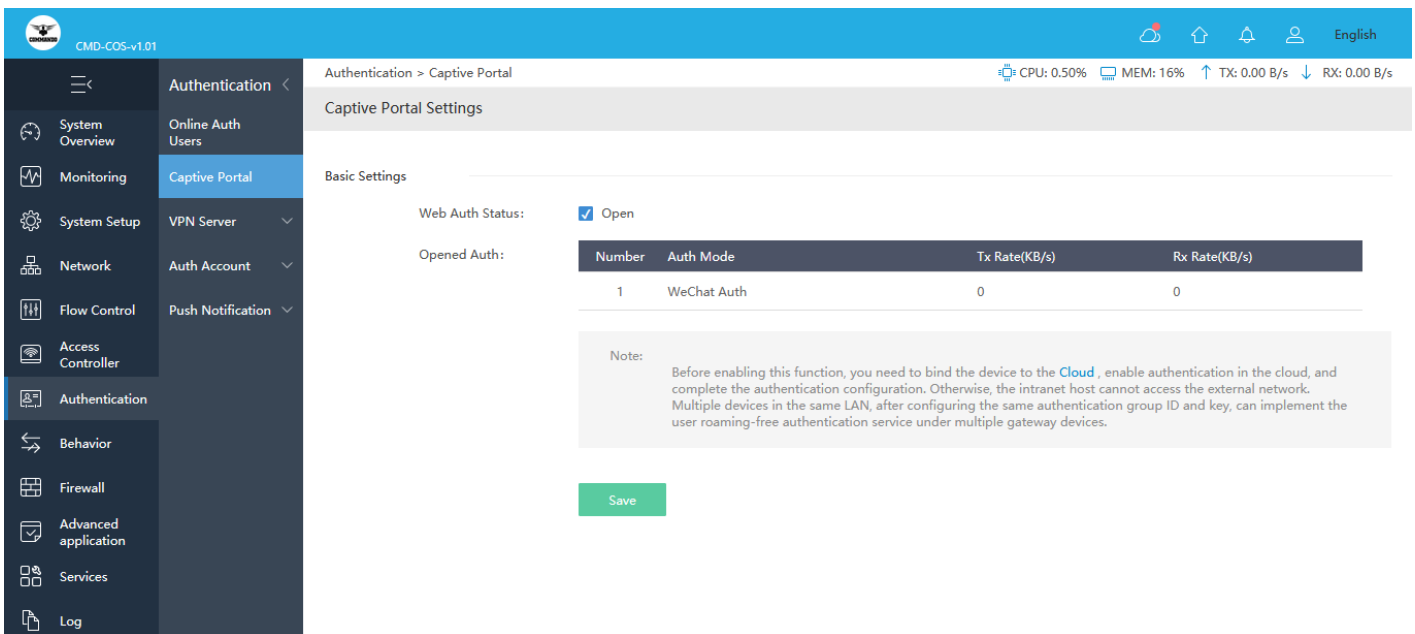 COMMANDO
CMD-COS-v1.01
English
Authentication
Authentication > Captive Portal
CPU: 0.50% MEM: 16% TX: 0.00 B/s RX: 0.00 B/s
Captive Portal Settings
System
Overview
Monitoring
System Setup
Network
Flow Control
Access
Controller
Authentication
Behavior
Firewall
Advanced
application
Services
Log
Online Auth
Users
Captive Portal
VPN Server
Auth Account
Push Notification
Basic Settings
Web Auth Status: Open
Opened Auth:
Number Auth Mode Tx Rate(KB/s) Rx Rate(KB/s)
1 WeChat Auth 0 0
Note:
Before enabling this function, you need to bind the device to the Cloud , enable authentication in the cloud, and
complete the authentication configuration. Otherwise, the intranet host cannot access the external network.
Multiple devices in the same LAN, after configuring the same authentication group ID and key, can implement the
user roaming-free authentication service under multiple gateway devices.
Save